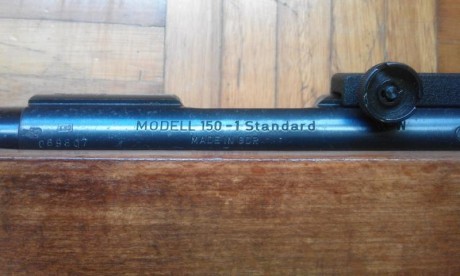 MODELL 150-1 Standard
MADE IN GDR